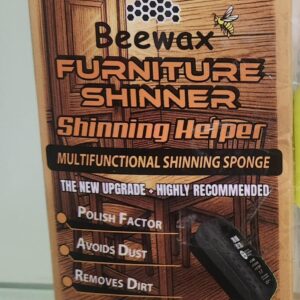 Beewax
FURNITURE
SHINNER
Shinning Helper
MULTIFUNCTIONAL SHINNING SPONGE
THE NEW UPGRADE - HIGHLY RECOMMENDED
POLISH FACTOR
AVOIDS DUST
REMOVES DIRT